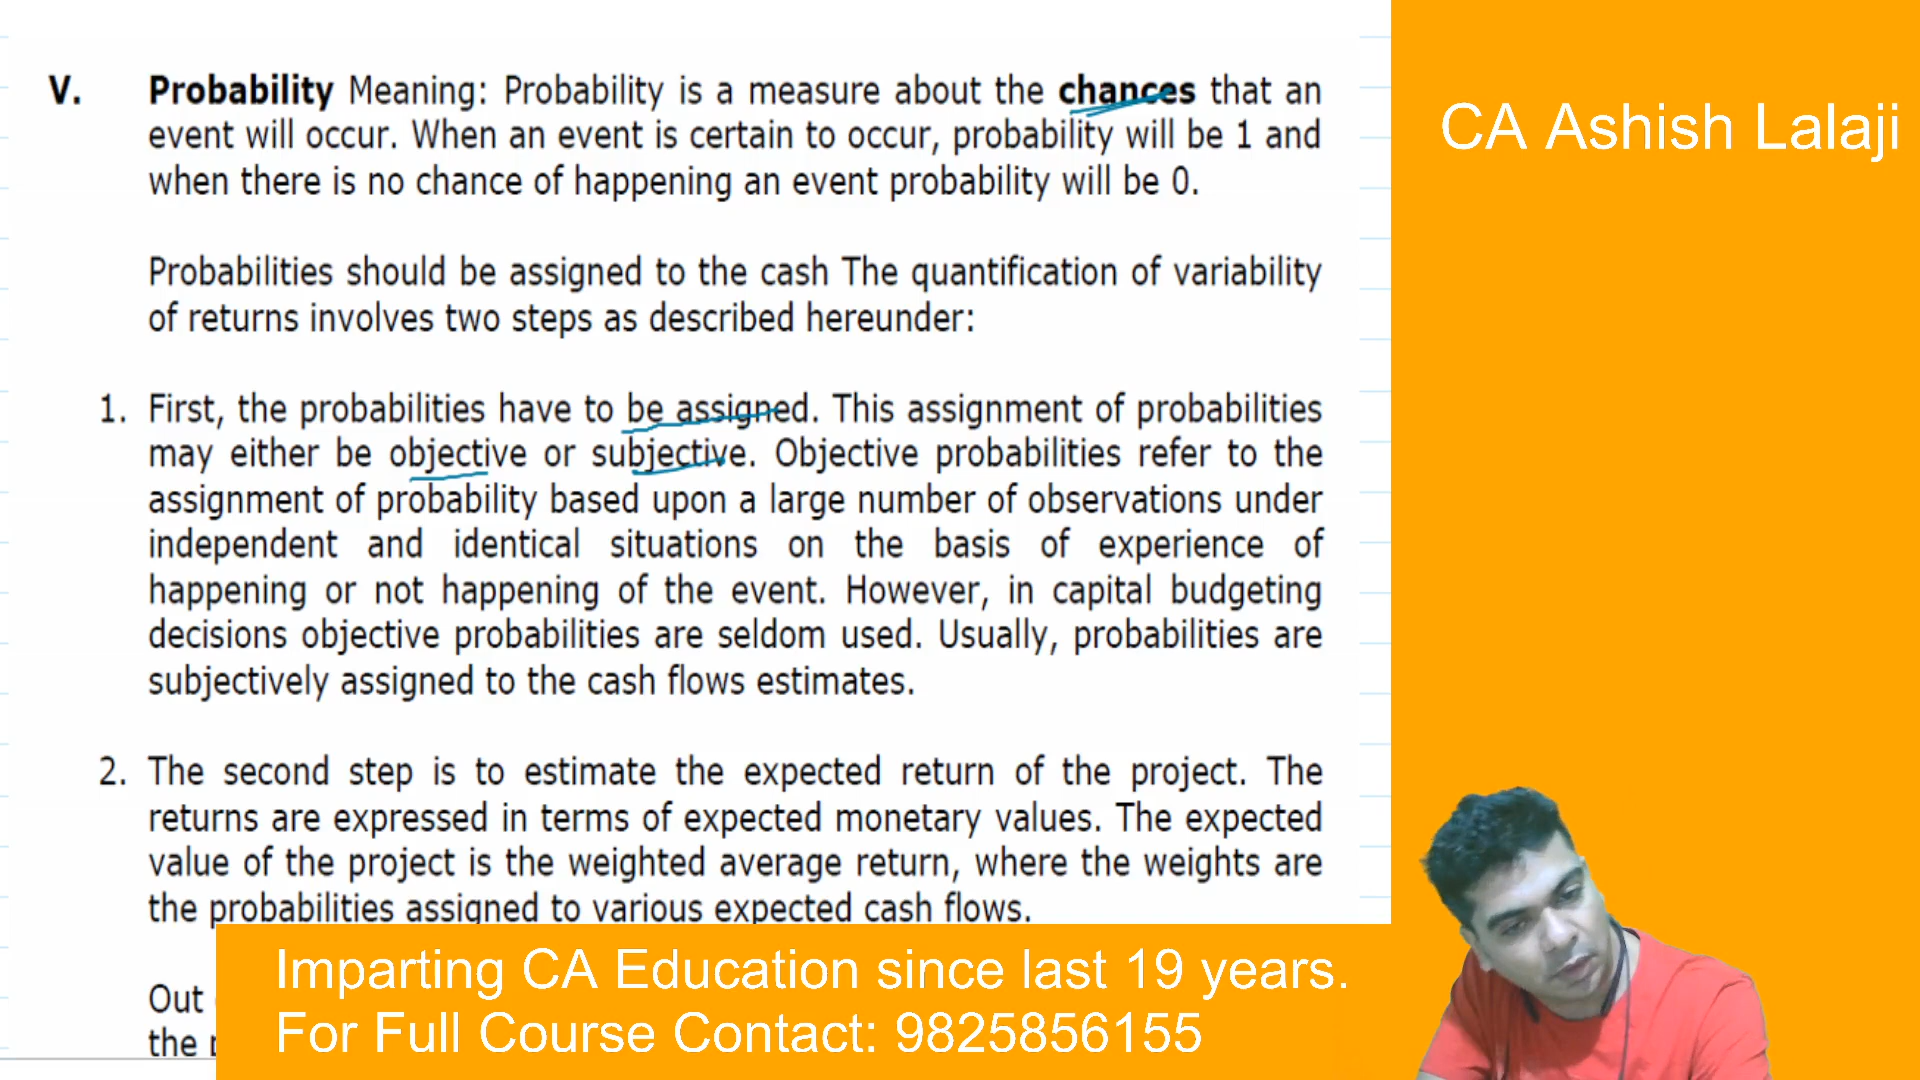 V. Probability Meaning: Probability is a measure about the chances that an
event will occur. When an event is certain to occur, probability will be 1 and
when there is no chance of happening an event probability will be 0.
Probabilities should be assigned to the cash The quantification of variability
of returns involves two steps as described hereunder:
1. First, the probabilities have to be assigned. This assignment of probabilities
may either be objective or subjective. Objective probabilities refer to the
assignment of probability based upon a large number of observations under
independent and identical situations on the basis of experience of
happening or not happening of the event. However, in capital budgeting
decisions objective probabilities are seldom used. Usually, probabilities are
subjectively assigned to the cash flows estimates.
2. The second step is to estimate the expected return of the project. The
returns are expressed in terms of expected monetary values. The expected
value of the project is the weighted average return, where the weights are
the probabilities assigned to various expected cash flows.
Out
the
Imparting CA Education since last 19 years.
For Full Course Contact: 9825856155
CA Ashish Lalaji